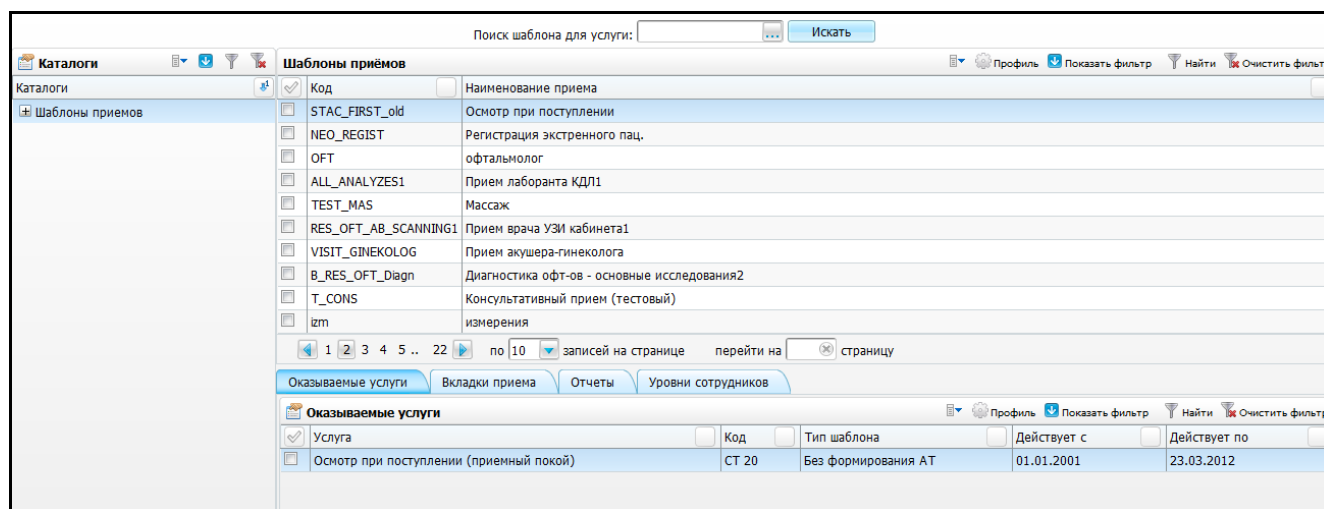 Поиск шаблона для услуги: ... Искать
Каталоги
Каталоги
Шаблоны приемов
Шаблоны приёмов Профиль Показать фильтр Найти Очистить фильт
Код Наименование приема
STAC_FIRST_old Осмотр при поступлении
NEO_REGIST Регистрация экстренного пац.
OFT офтальмолог
ALL_ANALYZES1 Прием лаборанта КДЛ1
TEST_MAS Массаж
RES_OFT_AB_SCANNING1 Прием врача УЗИ кабинета1
VISIT_GINEKOLOG Прием акушера-гинеколога
B_RES_OFT_Diagn Диагностика офт-ов - основные исследования2
T_CONS Консультативный прием (тестовый)
izm измерения
1 2 3 4 5 .. 22 по 10 записей на странице перейти на страницу
Оказываемые услуги Вкладки приема Отчеты Уровни сотрудников
Оказываемые услуги Профиль Показать фильтр Найти Очистить фильтр
Услуга Код Тип шаблона Действует с Действует по
Осмотр при поступлении (приемный покой) СТ 20 Без формирования АТ 01.01.2001 23.03.2012